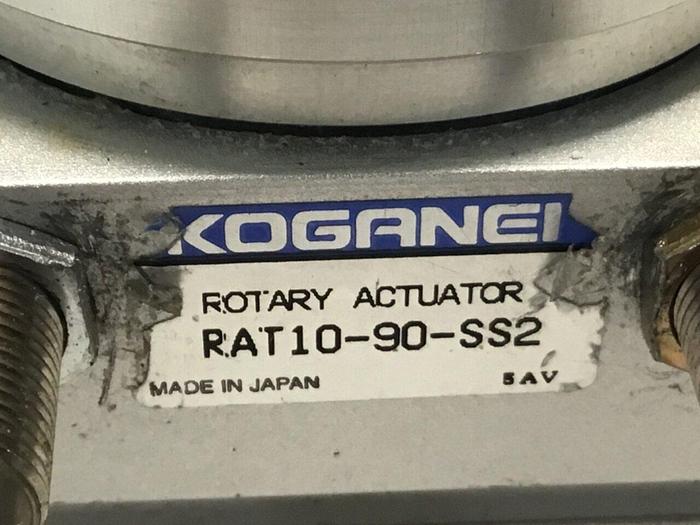 KOGANEI
ROTARY ACTUATOR
RAT10-90-SS2
MADE IN JAPAN 5AV